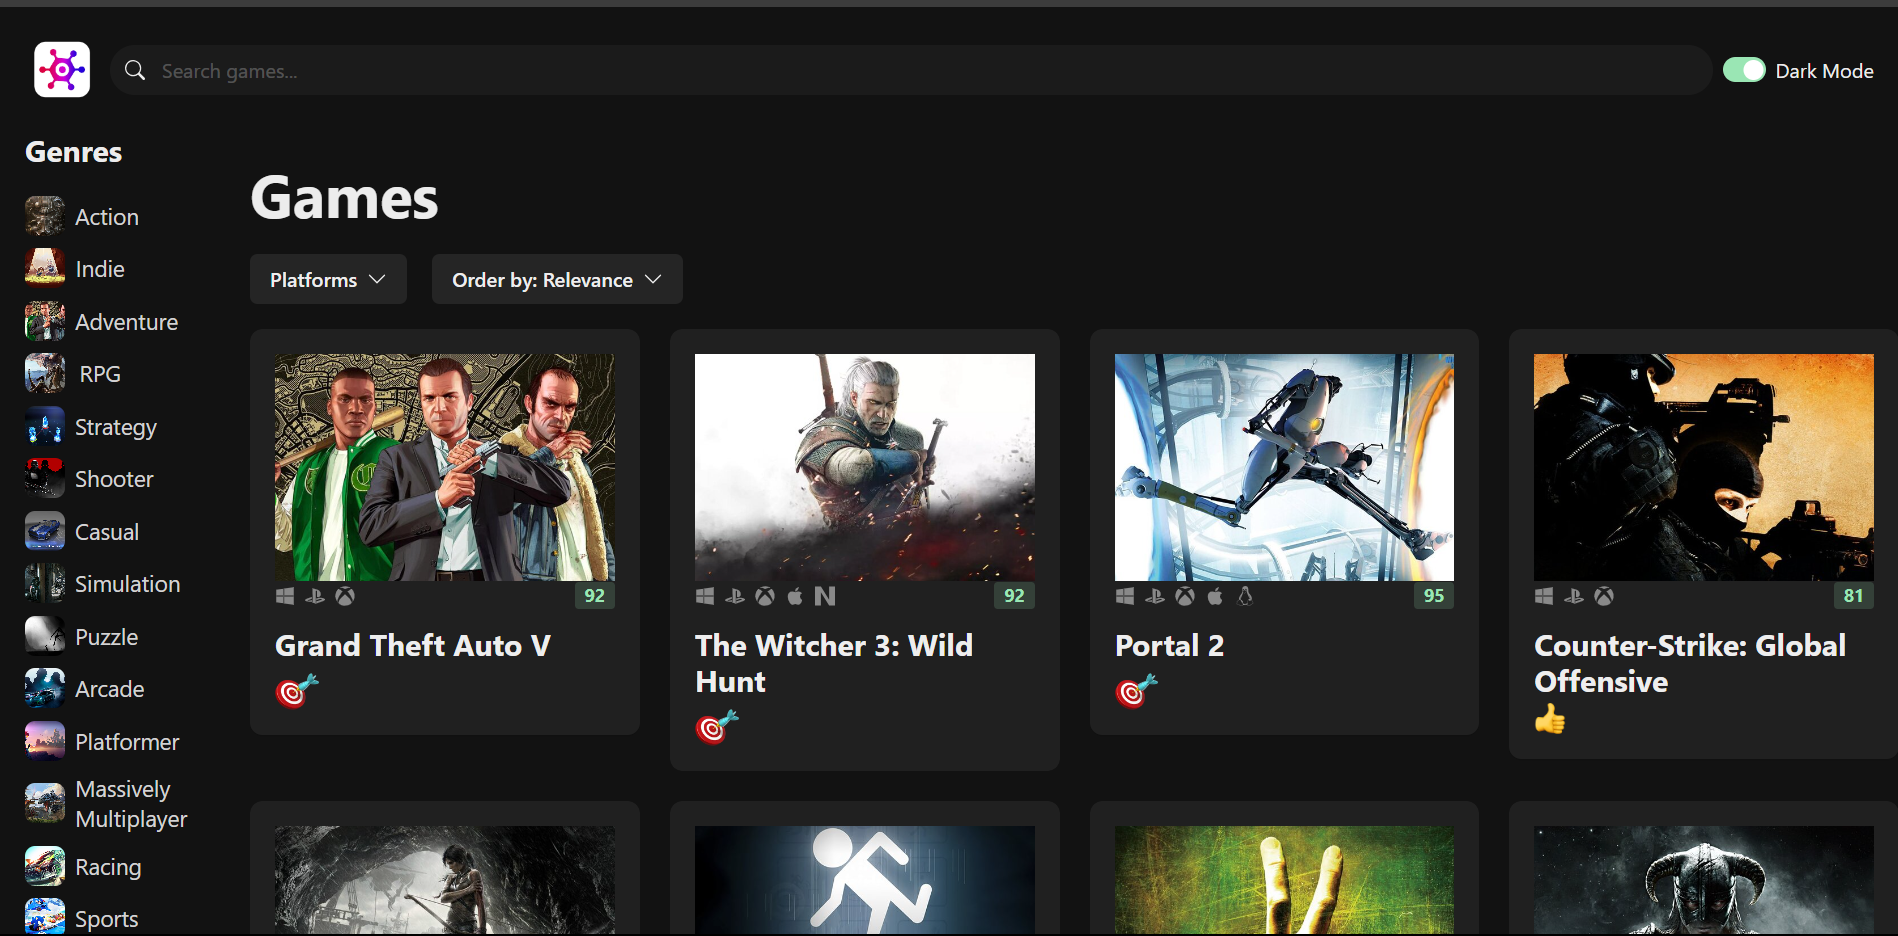 Search games...
Dark Mode
Genres
Action
Indie
Adventure
RPG
Strategy
Shooter
Casual
Simulation
Puzzle
Arcade
Platformer
Massively
Multiplayer
Racing
Sports
Games
Platforms
Order by: Relevance
92
Grand Theft Auto V
92
The Witcher 3: Wild
Hunt
95
Portal 2
81
Counter-Strike: Global
Offensive